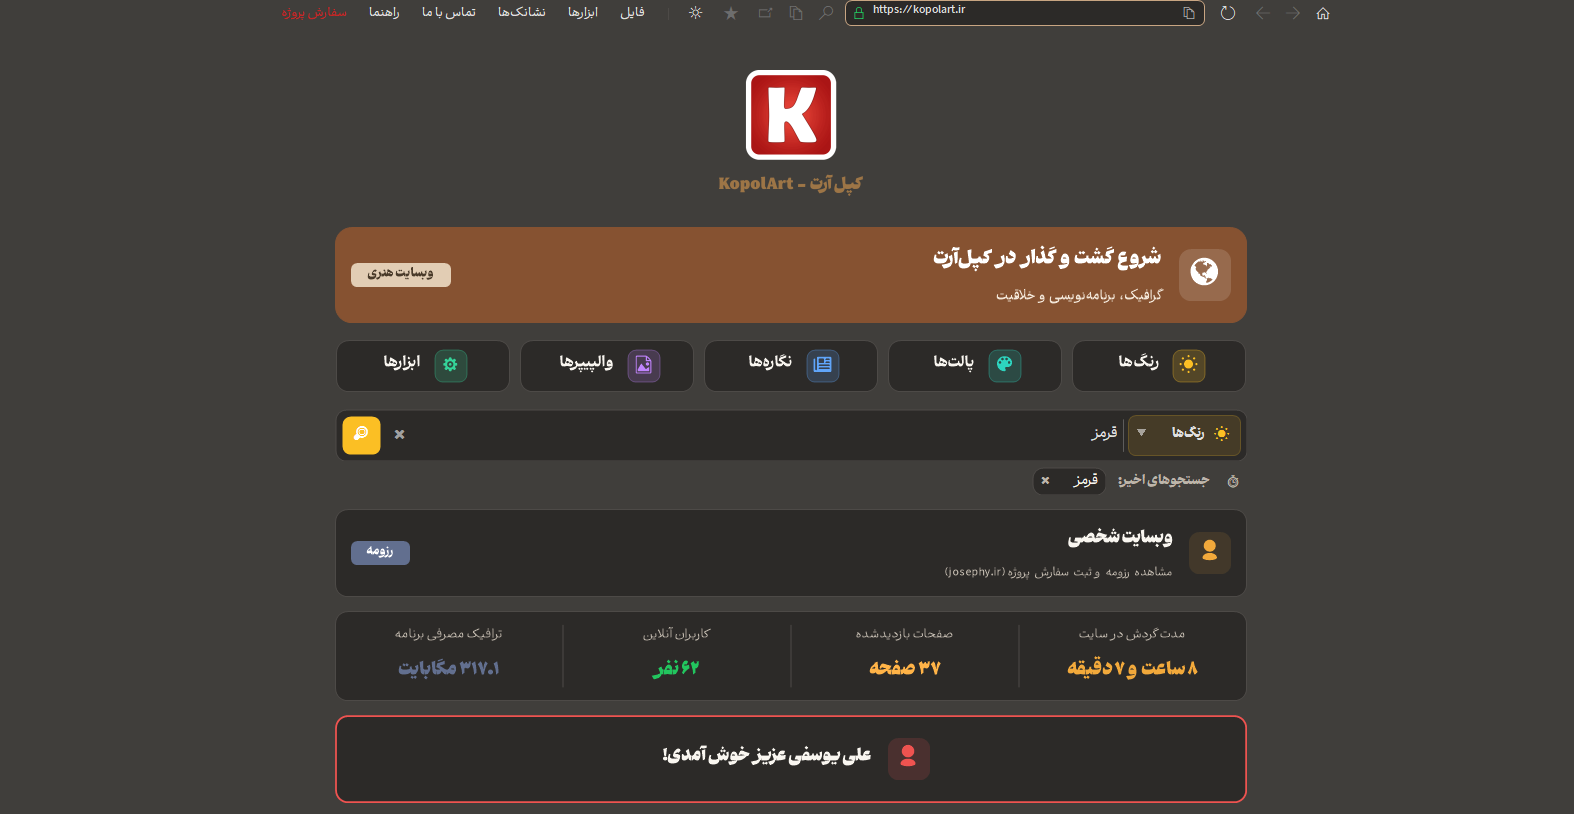 https://kopolart.ir
فایل
ابزارها
نشانک‌ها
تماس با ما
راهنما
سفارش پروژه
K
کپل آرت - KopolArt
شروع گشت و گذار در کپل‌آرت
گرافیک، برنامه‌نویسی و خلاقیت
وبسایت هنری
رنگ‌ها
پالت‌ها
نگاره‌ها
والپیپرها
ابزارها
رنگ‌ها
قرمز
جستجوهای اخیر:
قرمز
وبسایت شخصی
مشاهده رزومه و ثبت سفارش پروژه (josephy.ir)
رزومه
مدت گردش در سایت
۸ ساعت و ۷ دقیقه
صفحات بازدیدشده
۳۷ صفحه
کاربران آنلاین
۶۲ نفر
ترافیک مصرفی برنامه
۳۱۷.۱ مگابایت
علی یوسفی عزیز خوش آمدی!